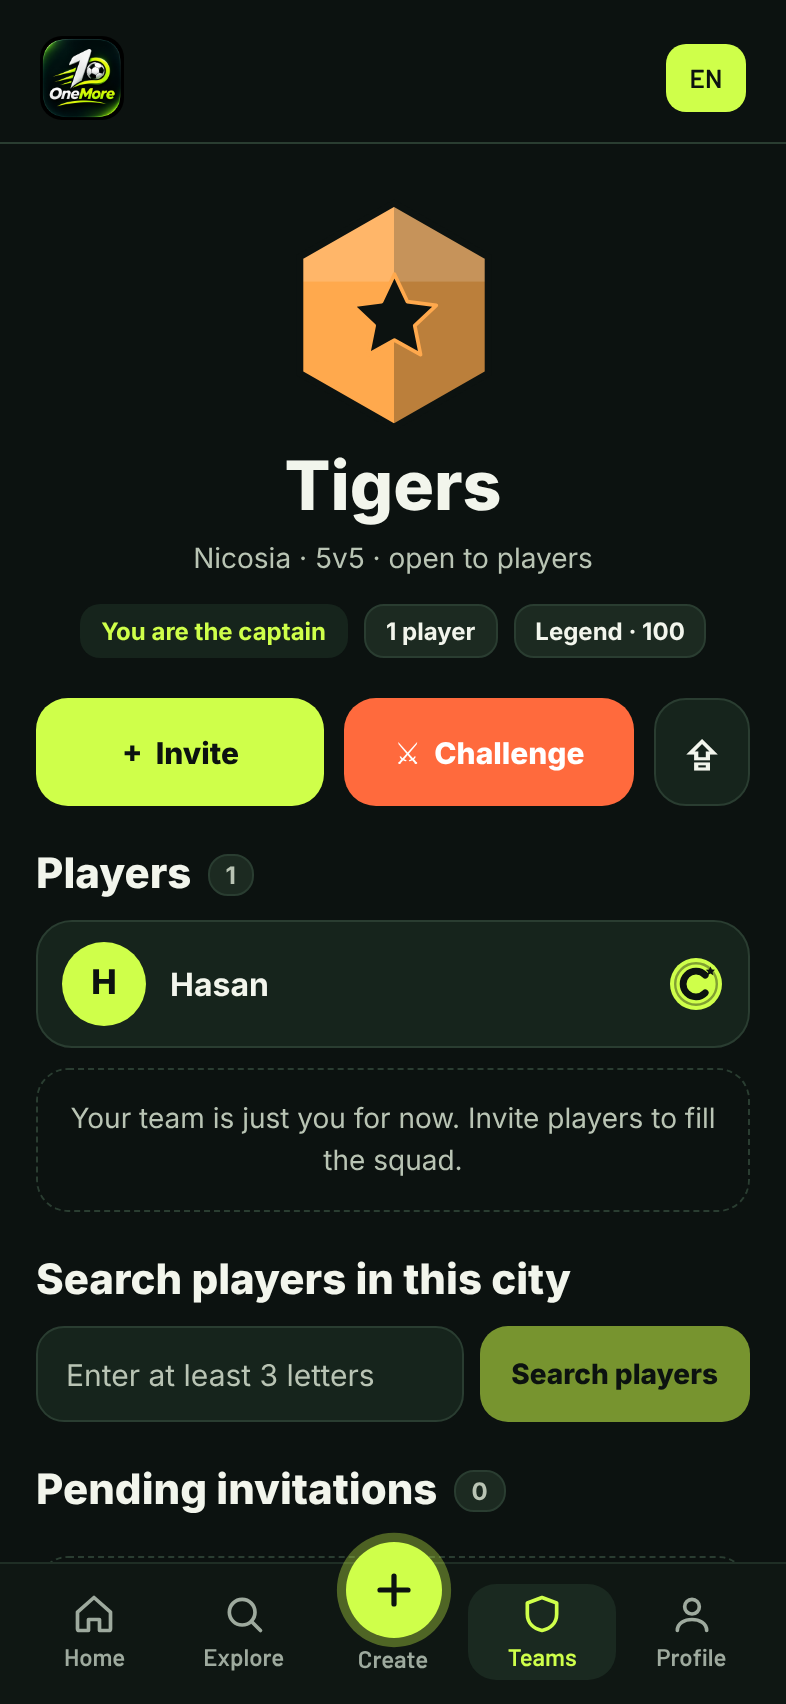 OneMore
EN
Tigers
Nicosia · 5v5 · open to players
You are the captain
1 player
Legend · 100
+ Invite
⚔ Challenge
Players 1
H Hasan C
Your team is just you for now. Invite players to fill
the squad.
Search players in this city
Enter at least 3 letters
Search players
Pending invitations 0
Home
Explore
Create
Teams
Profile